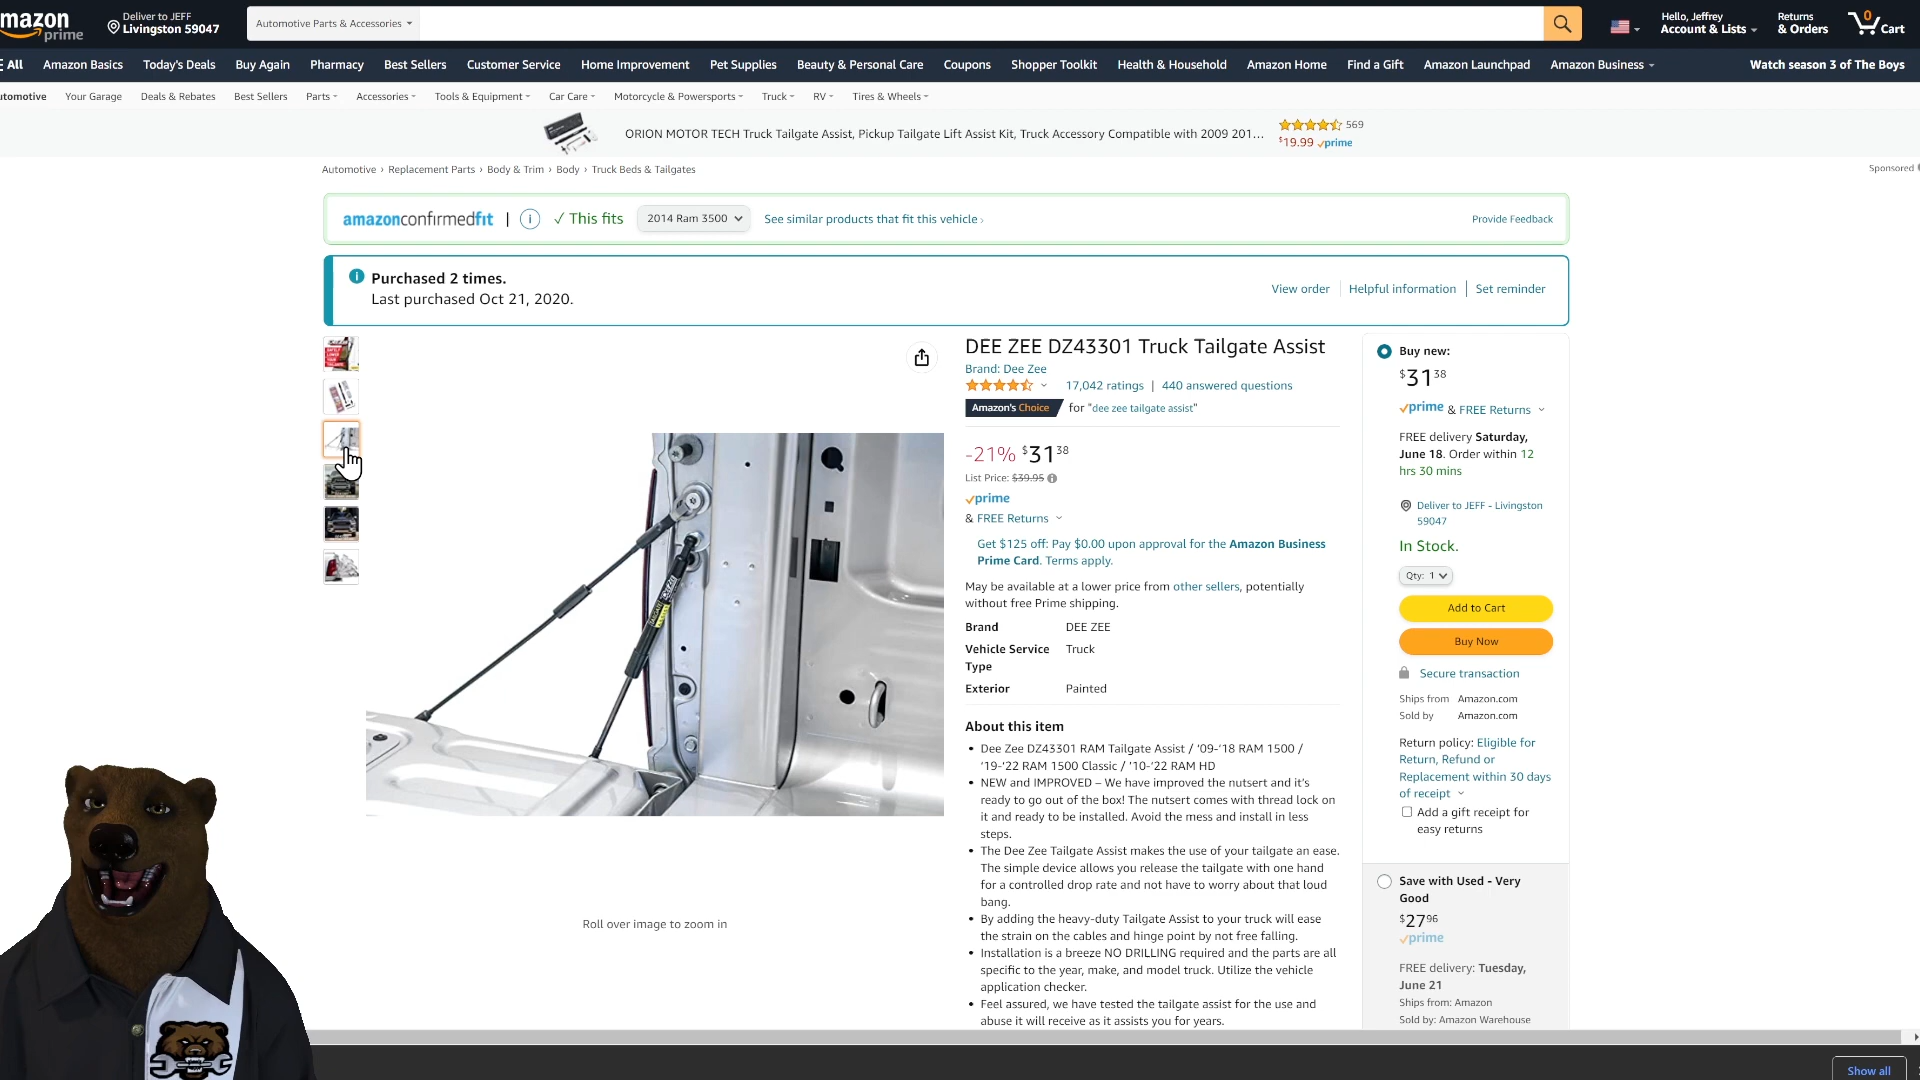 mazon
prime
Deliver to JEFF
Livingston 59047
Automotive Parts & Accessories
Hello, Jeffrey
Account & Lists
Returns
& Orders
0
Cart
All
Amazon Basics
Today's Deals
Buy Again
Pharmacy
Best Sellers
Customer Service
Home Improvement
Pet Supplies
Beauty & Personal Care
Coupons
Shopper Toolkit
Health & Household
Amazon Home
Find a Gift
Amazon Launchpad
Amazon Business
Watch season 3 of The Boys
utomotive
Your Garage
Deals & Rebates
Best Sellers
Parts
Accessories
Tools & Equipment
Car Care
Motorcycle & Powersports
Truck
RV
Tires & Wheels
ORION MOTOR TECH Truck Tailgate Assist, Pickup Tailgate Lift Assist Kit, Truck Accessory Compatible with 2009 201...
569
$19.99 prime
Sponsored
Automotive › Replacement Parts › Body & Trim › Body › Truck Beds & Tailgates
amazonconfirmedfit | i ✓ This fits
2014 Ram 3500
See similar products that fit this vehicle ›
Provide Feedback
Purchased 2 times.
Last purchased Oct 21, 2020.
View order
Helpful information
Set reminder
DEE ZEE DZ43301 Truck Tailgate Assist
Brand: Dee Zee
17,042 ratings | 440 answered questions
Amazon's Choice for "dee zee tailgate assist"
-21% $31 38
List Price: $39.95
prime
& FREE Returns
Get $125 off: Pay $0.00 upon approval for the Amazon Business
Prime Card. Terms apply.
May be available at a lower price from other sellers, potentially
without free Prime shipping.
Brand DEE ZEE
Vehicle Service Truck
Type
Exterior Painted
About this item
• Dee Zee DZ43301 RAM Tailgate Assist / '09-'18 RAM 1500 /
'19-'22 RAM 1500 Classic / '10-'22 RAM HD
• NEW and IMPROVED – We have improved the nutsert and it's
ready to go out of the box! The nutsert comes with thread lock on
it and ready to be installed. Avoid the mess and install in less
steps.
• The Dee Zee Tailgate Assist makes the use of your tailgate an ease.
The simple device allows you release the tailgate with one hand
for a controlled drop rate and not have to worry about that loud
bang.
• By adding the heavy-duty Tailgate Assist to your truck will ease
the strain on the cables and hinge point by not free falling.
• Installation is a breeze NO DRILLING required and the parts are all
specific to the year, make, and model truck. Utilize the vehicle
application checker.
• Feel assured, we have tested the tailgate assist for the use and
abuse it will receive as it assists you for years.
Roll over image to zoom in
Buy new:
$31 38
prime & FREE Returns
FREE delivery Saturday,
June 18. Order within 12
hrs 30 mins
Deliver to JEFF - Livingston
59047
In Stock.
Qty: 1
Add to Cart
Buy Now
Secure transaction
Ships from Amazon.com
Sold by Amazon.com
Return policy: Eligible for
Return, Refund or
Replacement within 30 days
of receipt
Add a gift receipt for
easy returns
Save with Used - Very
Good
$27 96
prime
FREE delivery: Tuesday,
June 21
Ships from: Amazon
Sold by: Amazon Warehouse
Show all